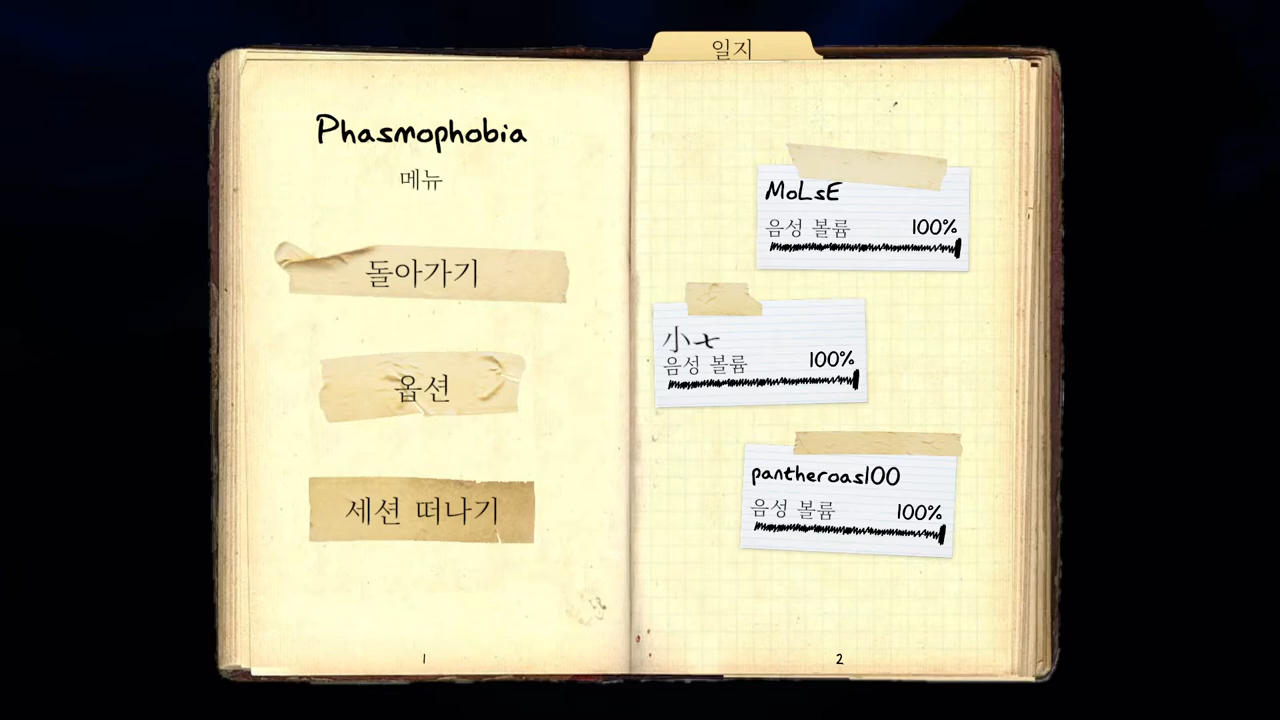 일지
Phasmophobia
메뉴
돌아가기
옵션
세션 떠나기
1
MoLsE
음성 볼륨 100%
小七
음성 볼륨 100%
pantheroas100
음성 볼륨 100%
2